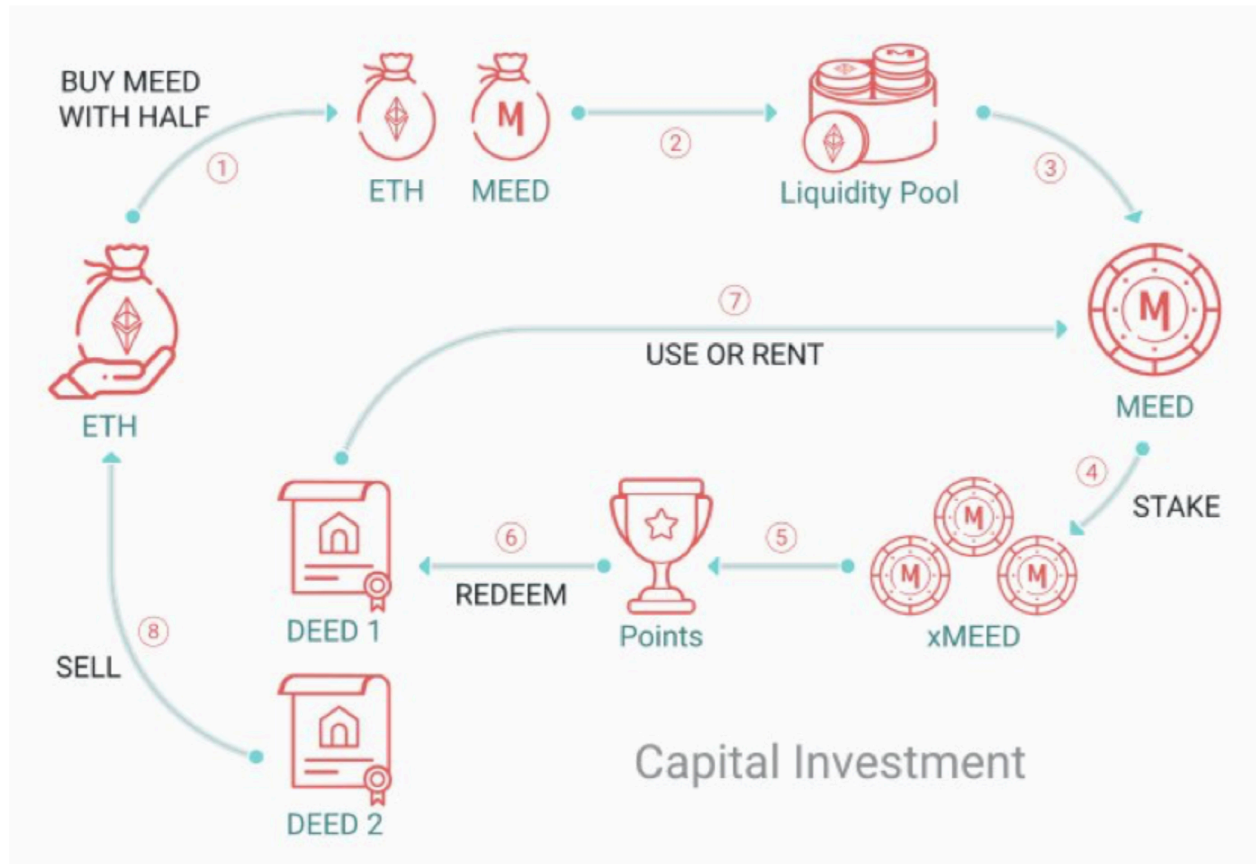 BUY MEED
WITH HALF
①
ETH
MEED
②
Liquidity Pool
③
M
M
ETH
⑦
USE OR RENT
M
MEED
④
STAKE
M
M
M
xMEED
⑤
Points
⑥
REDEEM
DEED 1
⑧
SELL
DEED 2
Capital Investment